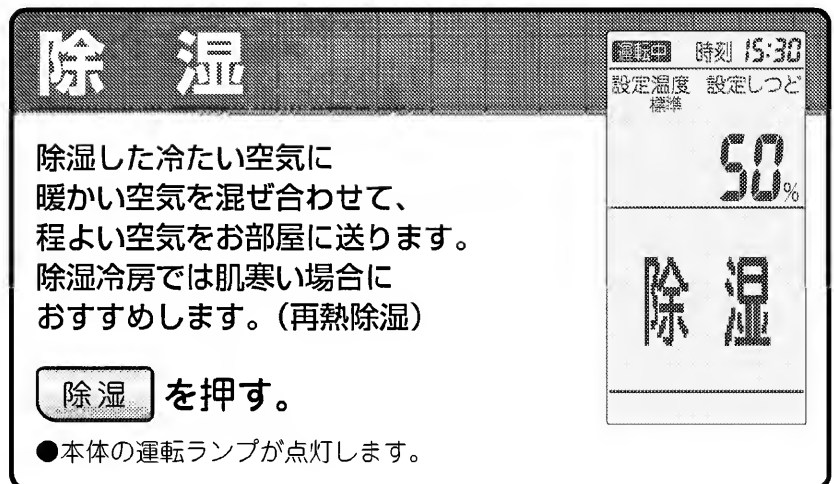 除湿
運転中 時刻 15:30
設定温度 設定しつど
標準
50%
除湿
除湿した冷たい空気に
暖かい空気を混ぜ合わせて、
程よい空気をお部屋に送ります。
除湿冷房では肌寒い場合に
おすすめします。(再熱除湿)
除湿 を押す。
●本体の運転ランプが点灯します。